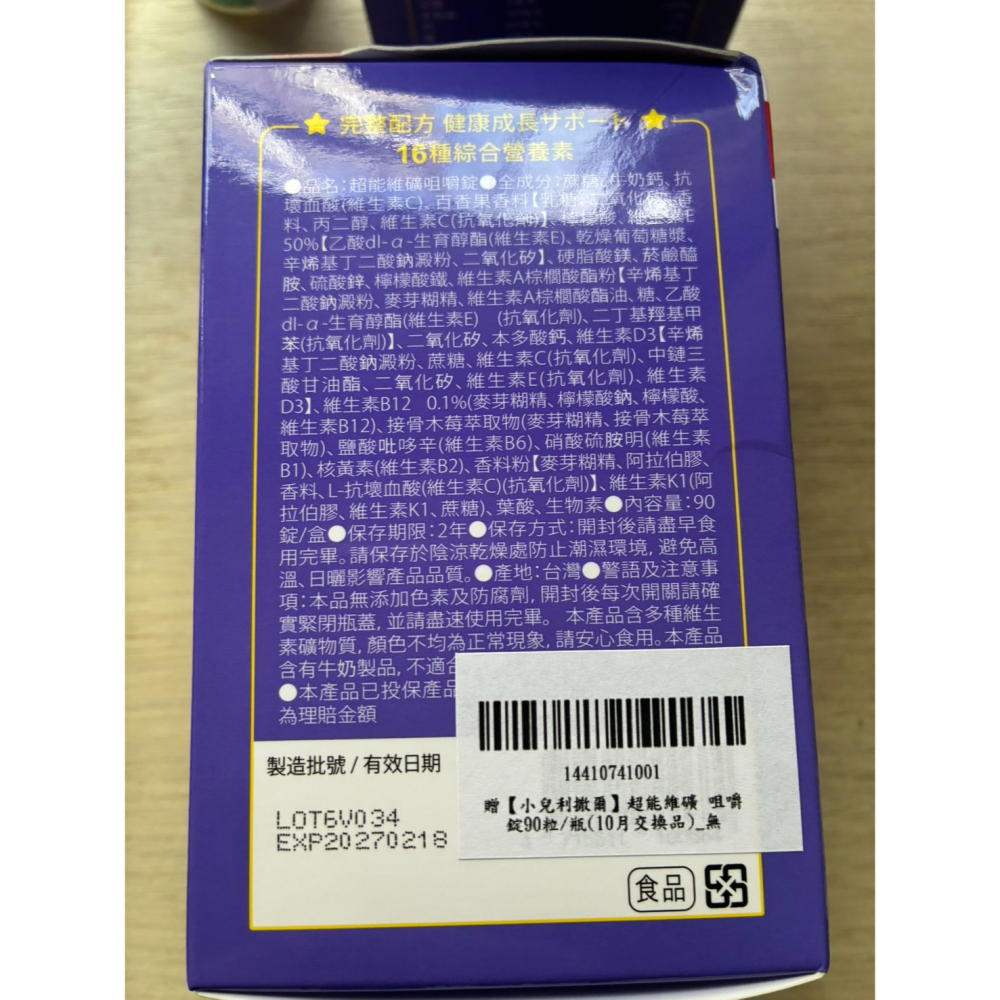 完整配方 健康成長サポート
16種綜合營養素
●品名:超能維礦咀嚼錠●全成分:蔗糖、牛奶鈣、抗
壞血酸(維生素C)、百香果香料【乳糖、二氧化矽、香
料、丙二醇、維生素C(抗氧化劑)】、檸檬酸、維生素E
50%【乙酸dl-α-生育醇酯(維生素E)、乾燥葡萄糖漿、
辛烯基丁二酸鈉澱粉、二氧化矽】、硬脂酸鎂、菸鹼醯
胺、硫酸鋅、檸檬酸鐵、維生素A棕櫚酸酯粉【辛烯基丁
二酸鈉澱粉、麥芽糊精、維生素A棕櫚酸酯油、糖、乙酸
dl-α-生育醇酯(維生素E) (抗氧化劑)、二丁基羥基甲
苯(抗氧化劑)】、二氧化矽、本多酸鈣、維生素D3【辛烯
基丁二酸鈉澱粉、蔗糖、維生素C(抗氧化劑)、中鏈三
酸甘油酯、二氧化矽、維生素E(抗氧化劑)、維生素
D3】、維生素B12 0.1%(麥芽糊精、檸檬酸鈉、檸檬酸、
維生素B12)、接骨木莓萃取物(麥芽糊精、接骨木莓萃
取物)、鹽酸吡哆辛(維生素B6)、硝酸硫胺明(維生素
B1)、核黃素(維生素B2)、香料粉【麥芽糊精、阿拉伯膠、
香料、L-抗壞血酸(維生素C)(抗氧化劑)】、維生素K1(阿
拉伯膠、維生素K1、蔗糖)、葉酸、生物素●內容量:90
錠/盒●保存期限:2年●保存方式:開封後請盡早食
用完畢。請保存於陰涼乾燥處防止潮濕環境, 避免高
溫、日曬影響產品品質。●產地:台灣●警語及注意事
項:本品無添加色素及防腐劑, 開封後每次開關請確
實緊閉瓶蓋, 並請盡速使用完畢。 本產品含多種維生
素礦物質, 顏色不均為正常現象, 請安心食用。本產品
含有牛奶製品, 不適合
●本產品已投保產品
為理賠金額
製造批號/有效日期
LOT6V034
EXP20270218
14410741001
贈【小兒利撒爾】超能維礦 咀嚼
錠90粒/瓶(10月交換品)_無
食品